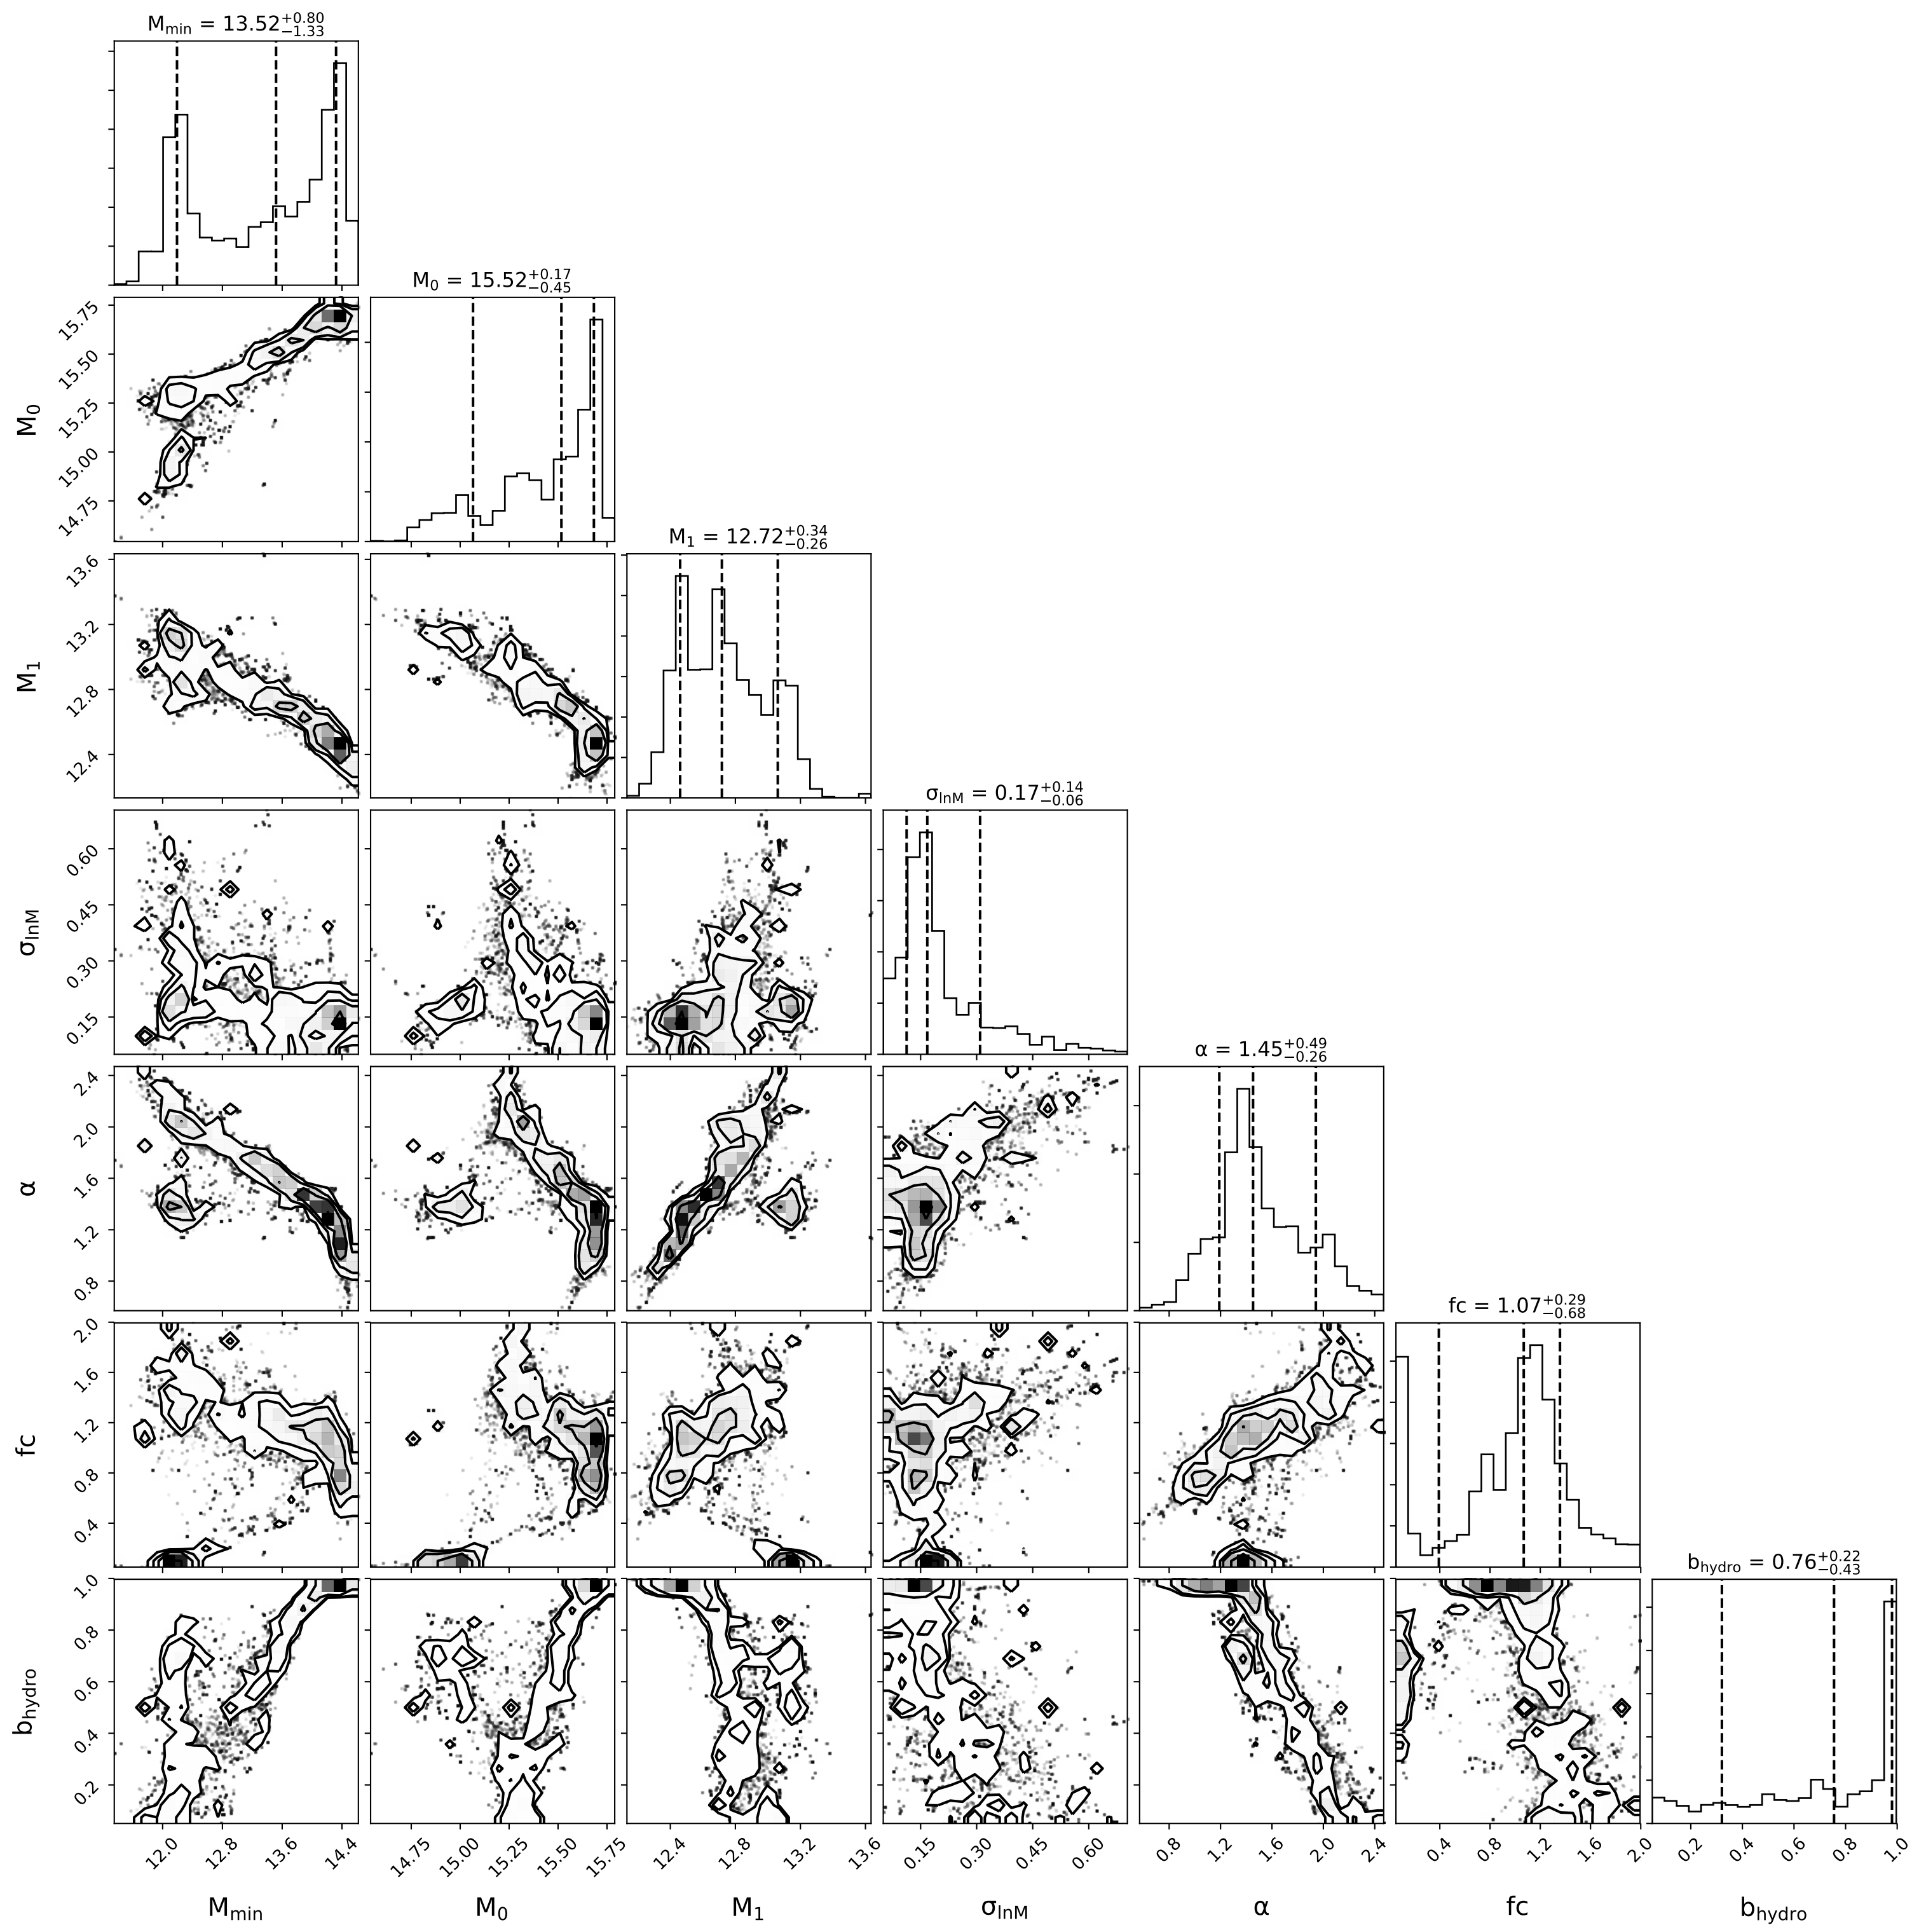 M_min = 13.52^{+0.80}_{−1.33}
M_0 = 15.52^{+0.17}_{−0.45}
15.75
15.50
15.25
15.00
14.75
M_0
M_1 = 12.72^{+0.34}_{−0.26}
13.6
13.2
12.8
12.4
M_1
σ_lnM = 0.17^{+0.14}_{−0.06}
0.60
0.45
0.30
0.15
σ_lnM
α = 1.45^{+0.49}_{−0.26}
2.4
2.0
1.6
1.2
0.8
α
fc = 1.07^{+0.29}_{−0.68}
2.0
1.6
1.2
0.8
0.4
fc
b_hydro = 0.76^{+0.22}_{−0.43}
1.0
0.8
0.6
0.4
0.2
b_hydro
12.0 12.8 13.6 14.4 14.75 15.00 15.25 15.50 15.75 12.4 12.8 13.2 13.6 0.15 0.30 0.45 0.60 0.8 1.2 1.6 2.0 2.4 0.4 0.8 1.2 1.6 2.0 0.2 0.4 0.6 0.8 1.0
M_min M_0 M_1 σ_lnM α fc b_hydro